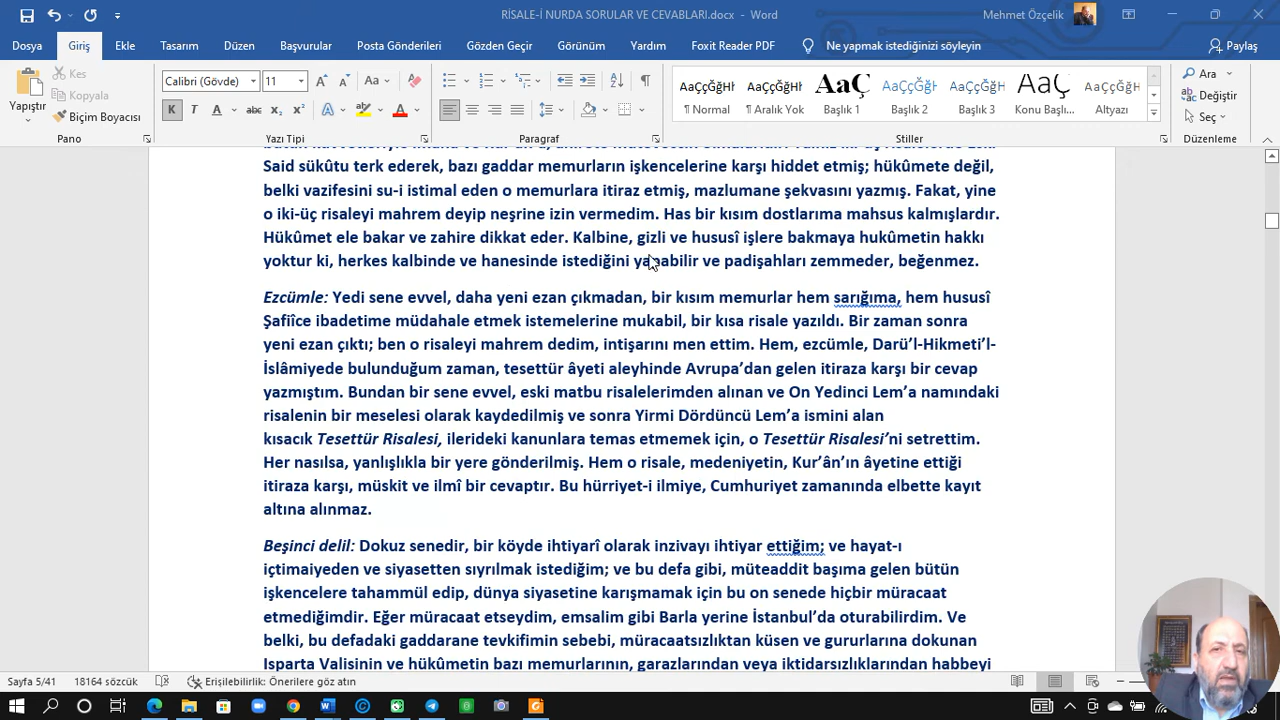 RİSALE-İ NURDA SORULAR VE CEVABLARI.docx - Word
Mehmet Özçelik
Dosya Giriş Ekle Tasarım Düzen Başvurular Posta Gönderileri Gözden Geçir Görünüm Yardım Foxit Reader PDF Ne yapmak istediğinizi söyleyin Paylaş
Yapıştır
Kes
Kopyala
Biçim Boyacısı
Pano
Calibri (Gövde) 11
K T A abc x₂ x²
Yazı Tipi
Paragraf
AaÇçĞğHł AaÇçĞğHł AaÇ AaÇçĞğl AaÇçĞğH AaÇ AaÇçĞğH
¶ Normal ¶ Aralık Yok Başlık 1 Başlık 2 Başlık 3 Konu Başlı... Altyazı
Stiller
Ara
Değiştir
Seç
Düzenleme
Said sükûtu terk ederek, bazı gaddar memurların işkencelerine karşı hiddet etmiş; hükûmete değil,
belki vazifesini su-i istimal eden o memurlara itiraz etmiş, mazlumane şekvasını yazmış. Fakat, yine
o iki-üç risaleyi mahrem deyip neşrine izin vermedim. Has bir kısım dostlarıma mahsus kalmışlardır.
Hükûmet ele bakar ve zahire dikkat eder. Kalbine, gizli ve hususî işlere bakmaya hukûmetin hakkı
yoktur ki, herkes kalbinde ve hanesinde istediğini yapabilir ve padişahları zemmeder, beğenmez.
Ezcümle: Yedi sene evvel, daha yeni ezan çıkmadan, bir kısım memurlar hem sarığıma, hem hususî
Şafiîce ibadetime müdahale etmek istemelerine mukabil, bir kısa risale yazıldı. Bir zaman sonra
yeni ezan çıktı; ben o risaleyi mahrem dedim, intişarını men ettim. Hem, ezcümle, Darü’l-Hikmeti’l-
İslâmiyede bulunduğum zaman, tesettür âyeti aleyhinde Avrupa’dan gelen itiraza karşı bir cevap
yazmıştım. Bundan bir sene evvel, eski matbu risalelerimden alınan ve On Yedinci Lem’a namındaki
risalenin bir meselesi olarak kaydedilmiş ve sonra Yirmi Dördüncü Lem’a ismini alan
kısacık Tesettür Risalesi, ilerideki kanunlara temas etmemek için, o Tesettür Risalesi’ni setrettim.
Her nasılsa, yanlışlıkla bir yere gönderilmiş. Hem o risale, medeniyetin, Kur’ân’ın âyetine ettiği
itiraza karşı, müskit ve ilmî bir cevaptır. Bu hürriyet-i ilmiye, Cumhuriyet zamanında elbette kayıt
altına alınmaz.
Beşinci delil: Dokuz senedir, bir köyde ihtiyarî olarak inzivayı ihtiyar ettiğim; ve hayat-ı
içtimaiyeden ve siyasetten sıyrılmak istediğim; ve bu defa gibi, müteaddit başıma gelen bütün
işkencelere tahammül edip, dünya siyasetine karışmamak için bu on senede hiçbir müracaat
etmediğimdir. Eğer müracaat etseydim, emsalim gibi Barla yerine İstanbul’da oturabilirdim. Ve
belki, bu defadaki gaddarane tevkifimin sebebi, müracaatsızlıktan küsen ve gururlarına dokunan
Isparta Valisinin ve hükûmetin bazı memurlarının, garazlarından veya iktidarsızlıklarından habbeyi
Sayfa 5/41 18164 sözcük Erişilebilirlik: Önerilere göz atın